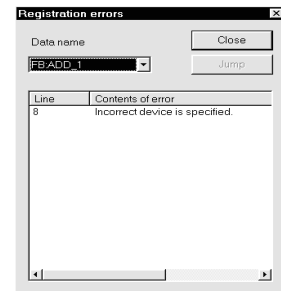 Registration errors
Data name
Close
FB:ADD_1
Jump
Line Contents of error
8 Incorrect device is specified.